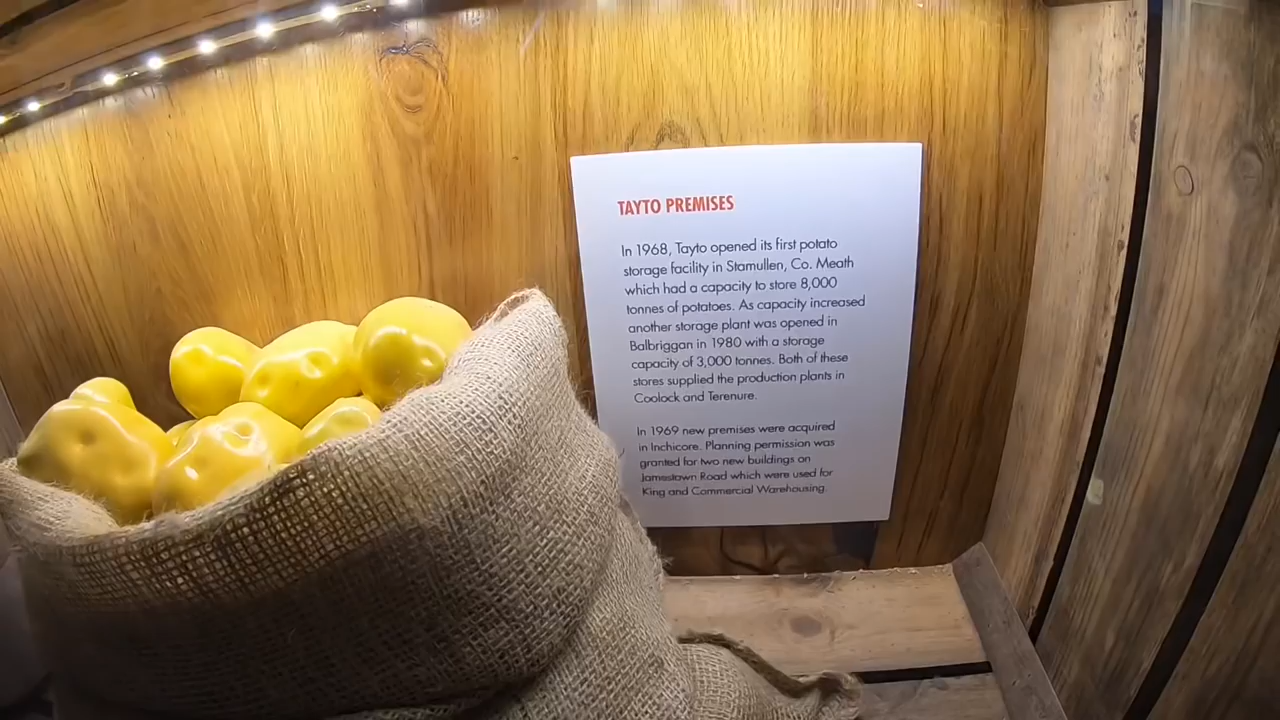 TAYTO PREMISES
In 1968, Tayto opened its first potato
storage facility in Stamullen, Co. Meath
which had a capacity to store 8,000
tonnes of potatoes. As capacity increased
another storage plant was opened in
Balbriggan in 1980 with a storage
capacity of 3,000 tonnes. Both of these
stores supplied the production plants in
Coolock and Terenure.
In 1969 new premises were acquired
in Inchicore. Planning permission was
granted for two new buildings on
Jamestown Road which were used for
King and Commercial Warehousing.